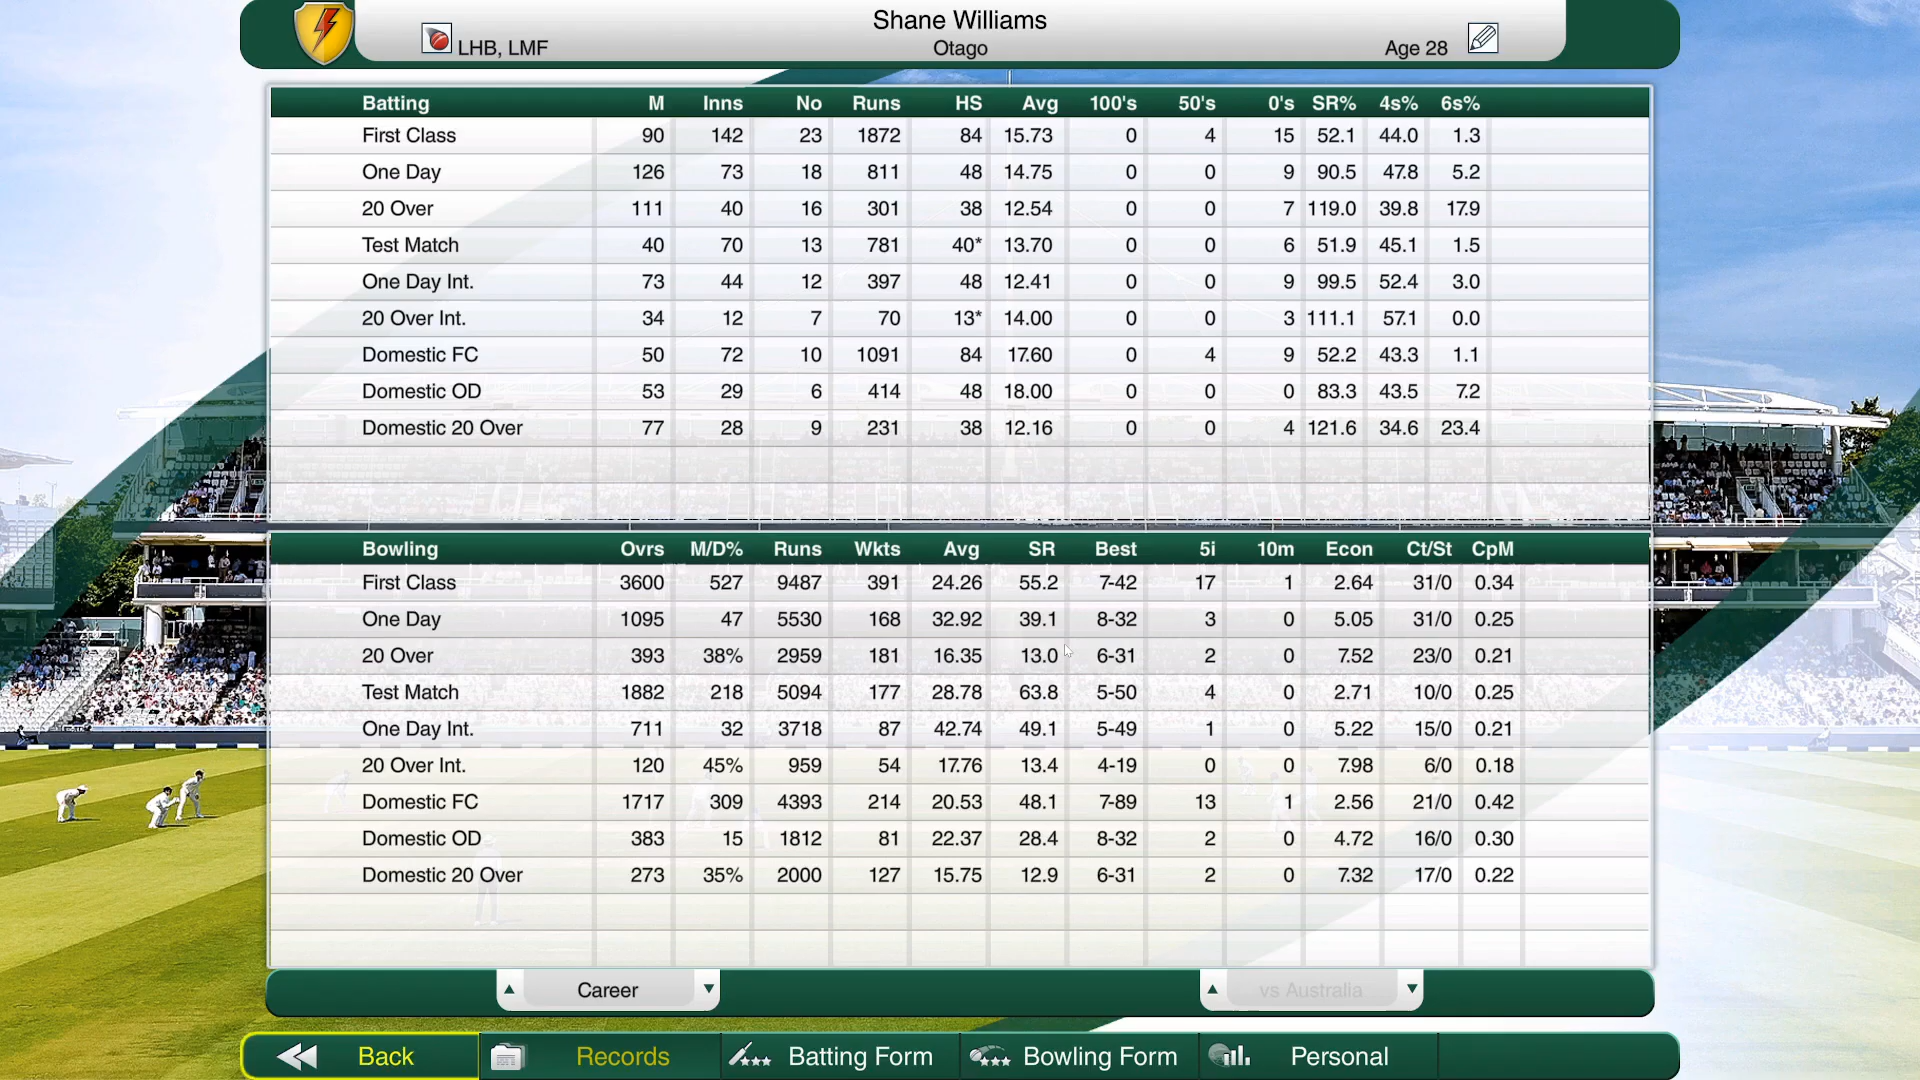 Shane Williams
LHB, LMF Otago Age 28
Batting M Inns No Runs HS Avg 100's 50's 0's SR% 4s% 6s%
First Class 90 142 23 1872 84 15.73 0 4 15 52.1 44.0 1.3
One Day 126 73 18 811 48 14.75 0 0 9 90.5 47.8 5.2
20 Over 111 40 16 301 38 12.54 0 0 7 119.0 39.8 17.9
Test Match 40 70 13 781 40* 13.70 0 0 6 51.9 45.1 1.5
One Day Int. 73 44 12 397 48 12.41 0 0 9 99.5 52.4 3.0
20 Over Int. 34 12 7 70 13* 14.00 0 0 3 111.1 57.1 0.0
Domestic FC 50 72 10 1091 84 17.60 0 4 9 52.2 43.3 1.1
Domestic OD 53 29 6 414 48 18.00 0 0 0 83.3 43.5 7.2
Domestic 20 Over 77 28 9 231 38 12.16 0 0 4 121.6 34.6 23.4
Bowling Ovrs M/D% Runs Wkts Avg SR Best 5i 10m Econ Ct/St CpM
First Class 3600 527 9487 391 24.26 55.2 7-42 17 1 2.64 31/0 0.34
One Day 1095 47 5530 168 32.92 39.1 8-32 3 0 5.05 31/0 0.25
20 Over 393 38% 2959 181 16.35 13.0 6-31 2 0 7.52 23/0 0.21
Test Match 1882 218 5094 177 28.78 63.8 5-50 4 0 2.71 10/0 0.25
One Day Int. 711 32 3718 87 42.74 49.1 5-49 1 0 5.22 15/0 0.21
20 Over Int. 120 45% 959 54 17.76 13.4 4-19 0 0 7.98 6/0 0.18
Domestic FC 1717 309 4393 214 20.53 48.1 7-89 13 1 2.56 21/0 0.42
Domestic OD 383 15 1812 81 22.37 28.4 8-32 2 0 4.72 16/0 0.30
Domestic 20 Over 273 35% 2000 127 15.75 12.9 6-31 2 0 7.32 17/0 0.22
Career vs Australia
Back Records Batting Form Bowling Form Personal